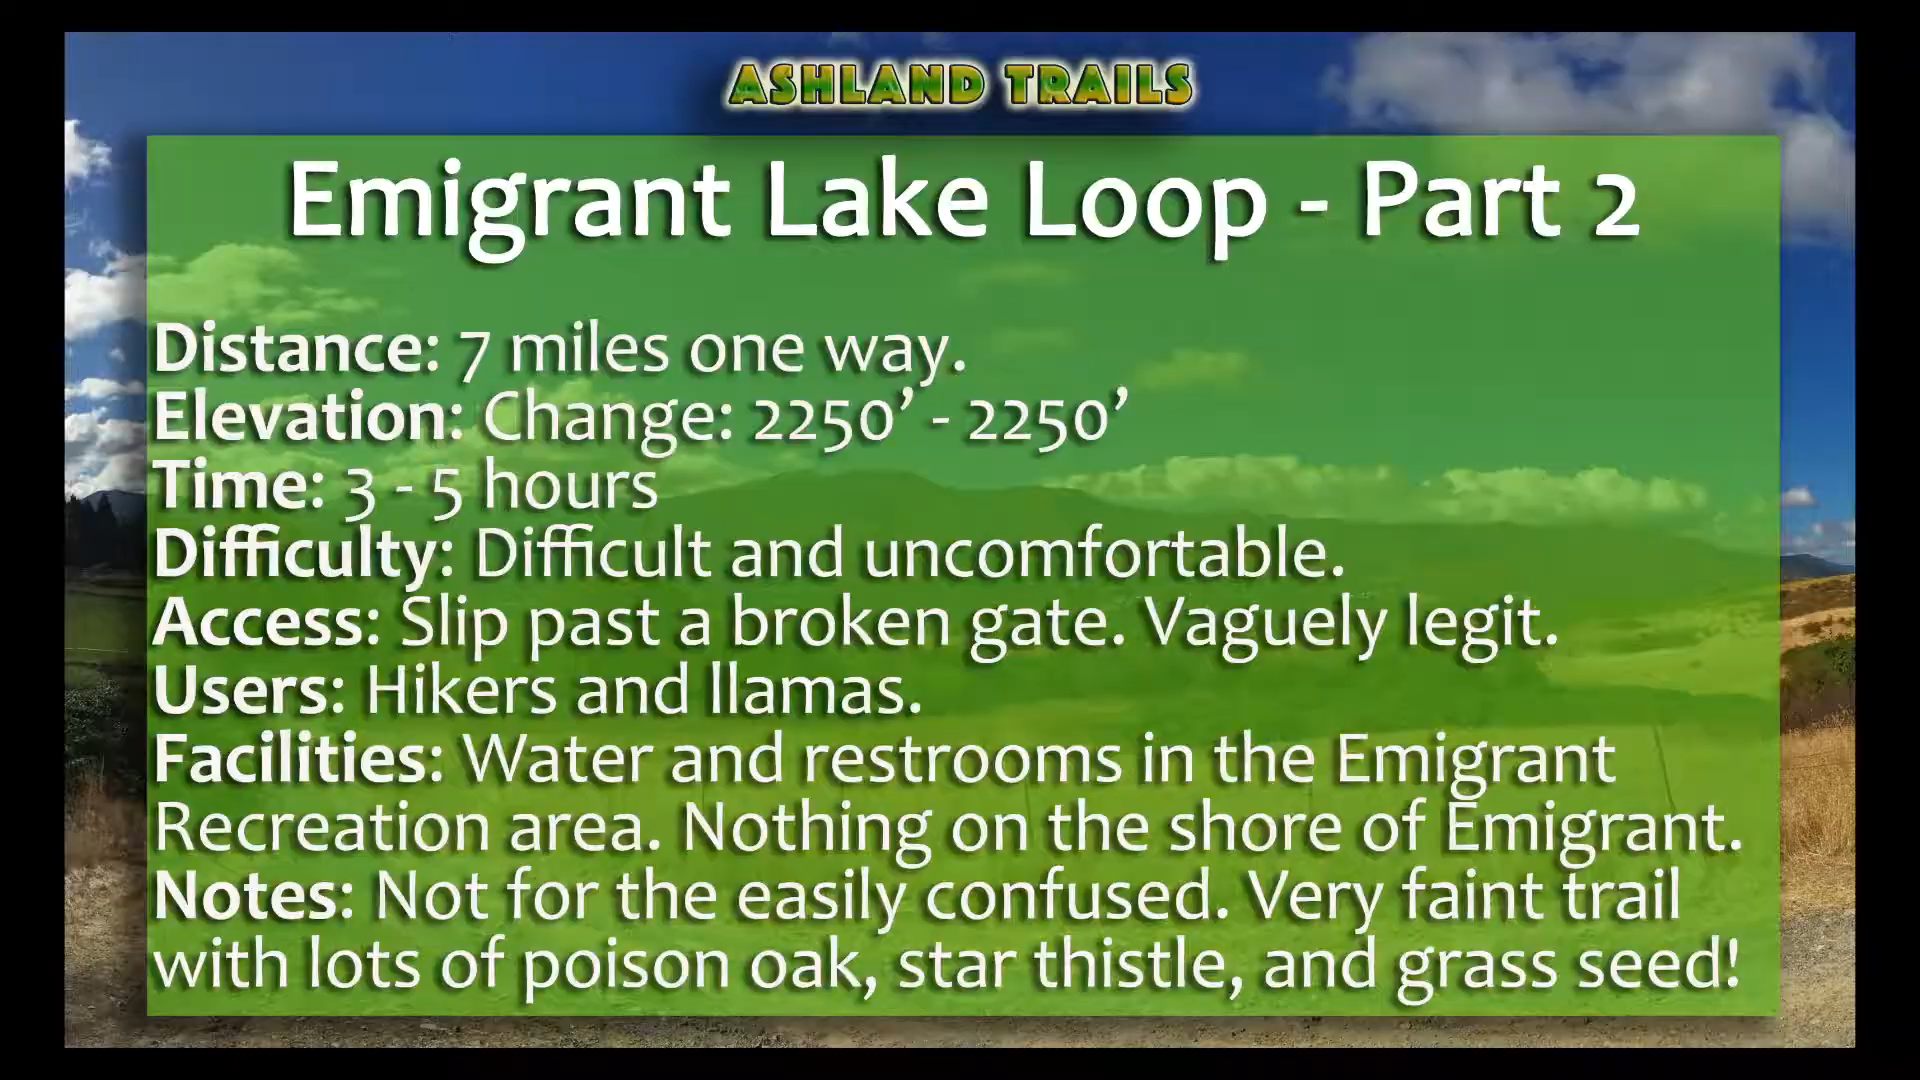 ASHLAND TRAILS
Emigrant Lake Loop - Part 2
Distance: 7 miles one way.
Elevation: Change: 2250’ - 2250’
Time: 3 - 5 hours
Difficulty: Difficult and uncomfortable.
Access: Slip past a broken gate. Vaguely legit.
Users: Hikers and llamas.
Facilities: Water and restrooms in the Emigrant
Recreation area. Nothing on the shore of Emigrant.
Notes: Not for the easily confused. Very faint trail
with lots of poison oak, star thistle, and grass seed!